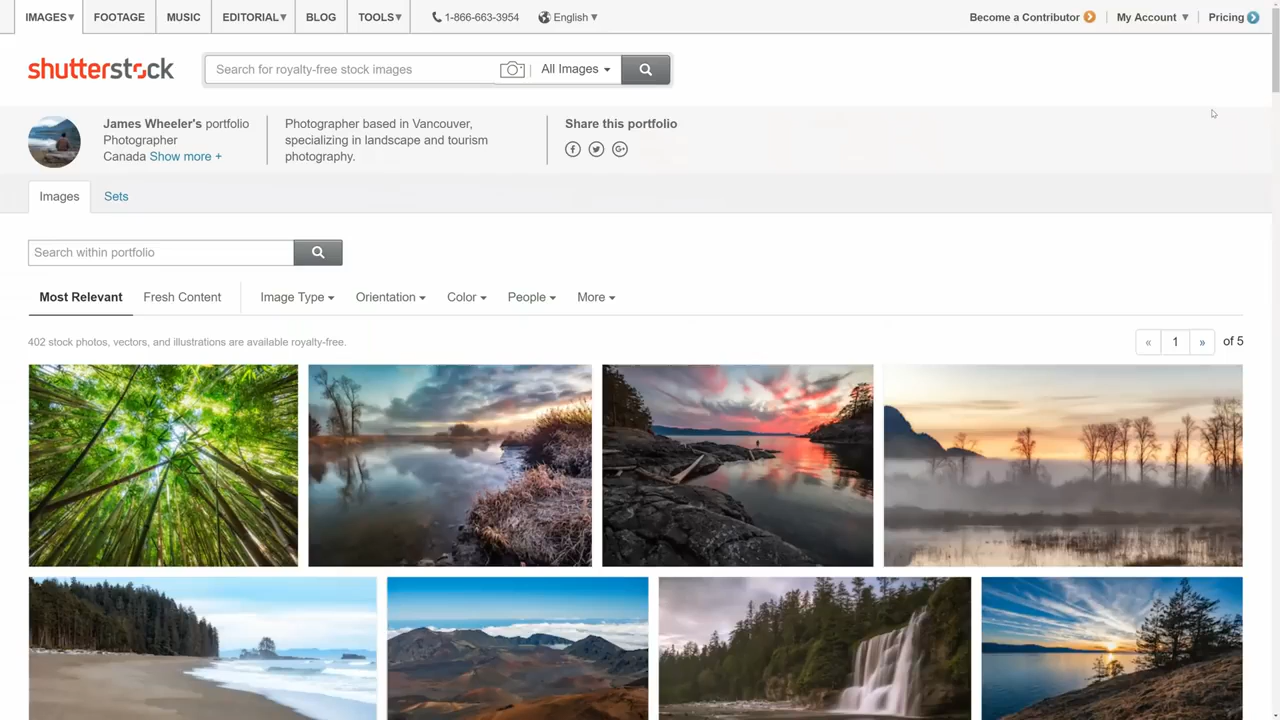 IMAGES FOOTAGE MUSIC EDITORIAL BLOG TOOLS 1-866-663-3954 English Become a Contributor My Account Pricing
shutterstock Search for royalty-free stock images All Images
James Wheeler's portfolio
Photographer
Canada Show more +
Photographer based in Vancouver,
specializing in landscape and tourism
photography.
Share this portfolio
Images Sets
Search within portfolio
Most Relevant Fresh Content Image Type Orientation Color People More
402 stock photos, vectors, and illustrations are available royalty-free.
« 1 » of 5